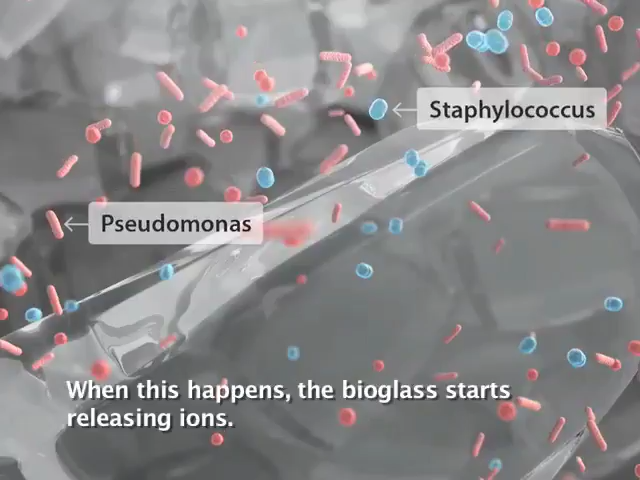 Staphylococcus
Pseudomonas
When this happens, the bioglass starts
releasing ions.